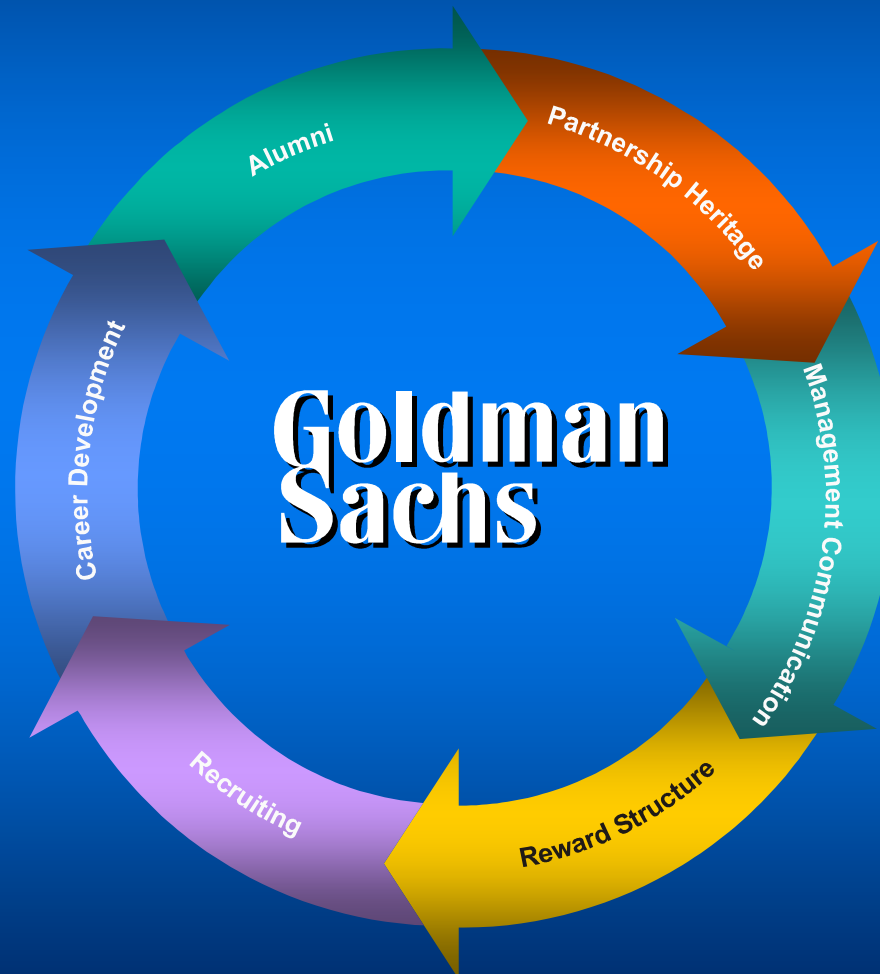 Alumni
Partnership Heritage
Management Communication
Reward Structure
Recruiting
Career Development
Goldman
Sachs